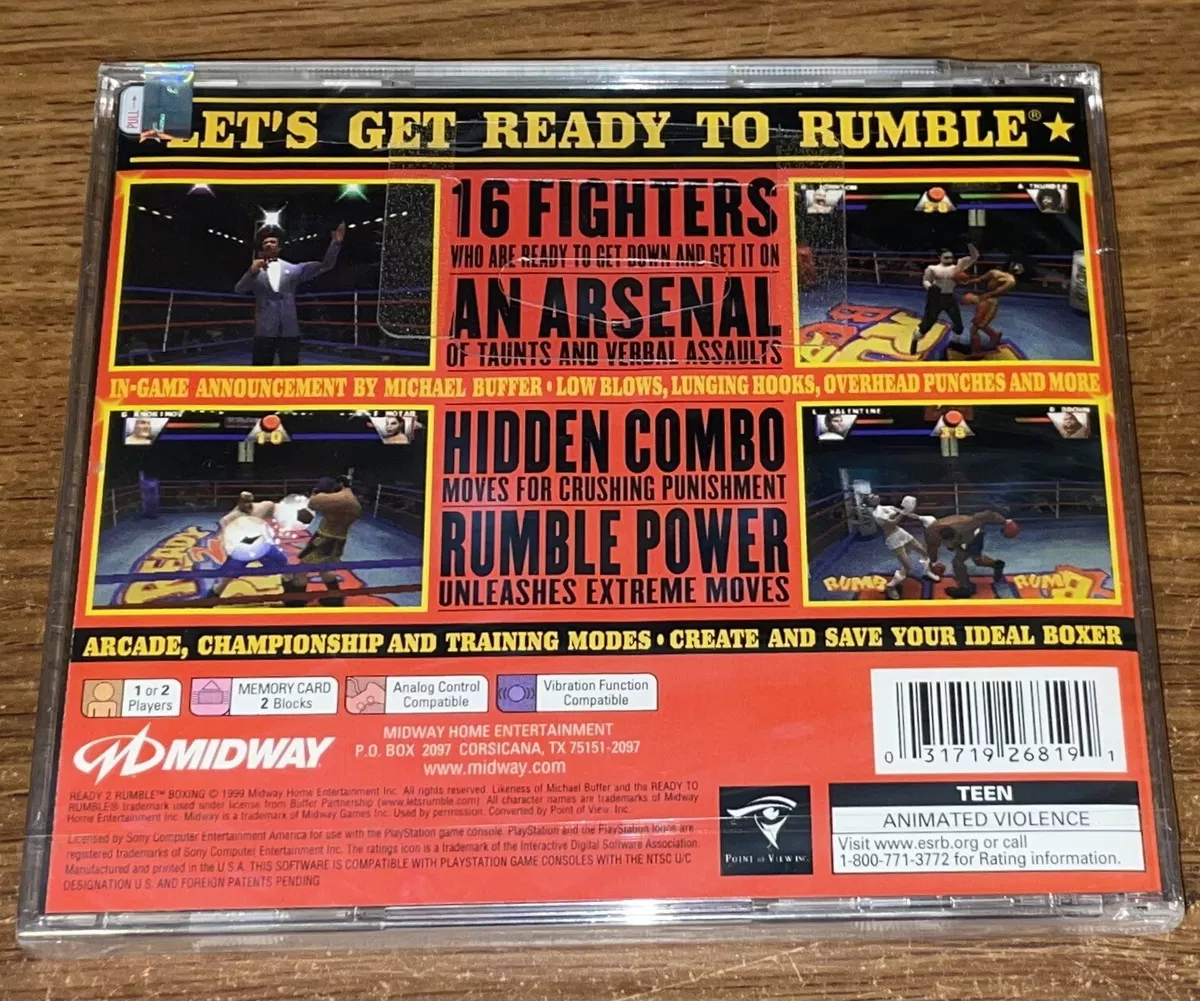 PULL→
LET'S GET READY TO RUMBLE®
16 FIGHTERS
WHO ARE READY TO GET DOWN AND GET IT ON
AN ARSENAL
OF TAUNTS AND VERBAL ASSAULTS
IN-GAME ANNOUNCEMENT BY MICHAEL BUFFER • LOW BLOWS, LUNGING HOOKS, OVERHEAD PUNCHES AND MORE
L. VALENTINE
B. BROWN
38
HIDDEN COMBO
MOVES FOR CRUSHING PUNISHMENT
RUMBLE POWER
UNLEASHES EXTREME MOVES
READY 2
RUMB
RUMB
ARCADE, CHAMPIONSHIP AND TRAINING MODES • CREATE AND SAVE YOUR IDEAL BOXER
1 or 2
Players
MEMORY CARD
2 Blocks
Analog Control
Compatible
Vibration Function
Compatible
MIDWAY
MIDWAY HOME ENTERTAINMENT
P.O. BOX 2097 CORSICANA, TX 75151-2097
www.midway.com
0 31719 26819 1
READY 2 RUMBLE™ BOXING © 1999 Midway Home Entertainment Inc. All rights reserved. Likeness of Michael Buffer and the READY TO
RUMBLE® trademark used under license from Buffer Partnership (www.letsrumble.com). All character names are trademarks of Midway
Home Entertainment Inc. Midway is a trademark of Midway Games Inc. Used by permission. Converted by Point of View, Inc.
Licensed by Sony Computer Entertainment America for use with the PlayStation game console. PlayStation and the PlayStation logos are
registered trademarks of Sony Computer Entertainment Inc. The ratings icon is a trademark of the Interactive Digital Software Association.
Manufactured and printed in the U.S.A. THIS SOFTWARE IS COMPATIBLE WITH PLAYSTATION GAME CONSOLES WITH THE NTSC U/C
DESIGNATION U.S. AND FOREIGN PATENTS PENDING
POINT OF VIEW INC.
TEEN
ANIMATED VIOLENCE
Visit www.esrb.org or call
1-800-771-3772 for Rating information.